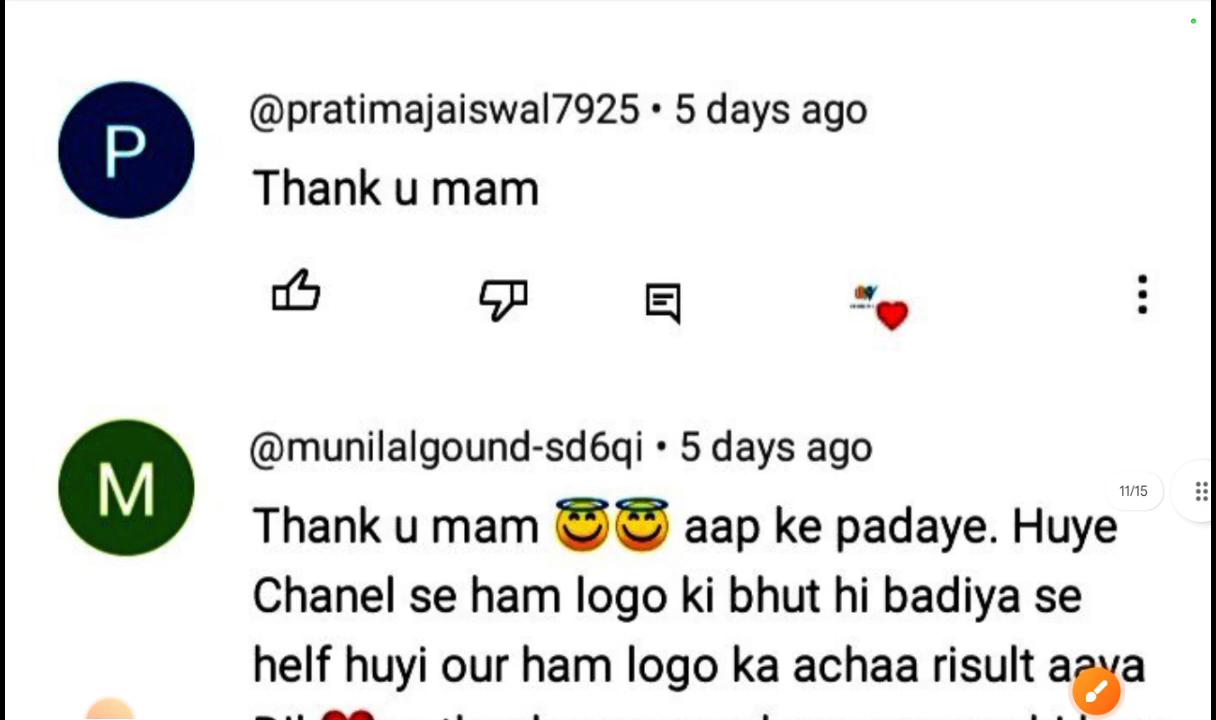 @pratimajaiswal7925 • 5 days ago
P
Thank u mam
@munilalgound-sd6qi • 5 days ago
M
11/15
Thank u mam 😇😇 aap ke padaye. Huye
Chanel se ham logo ki bhut hi badiya se
helf huyi our ham logo ka achaa risult aaya